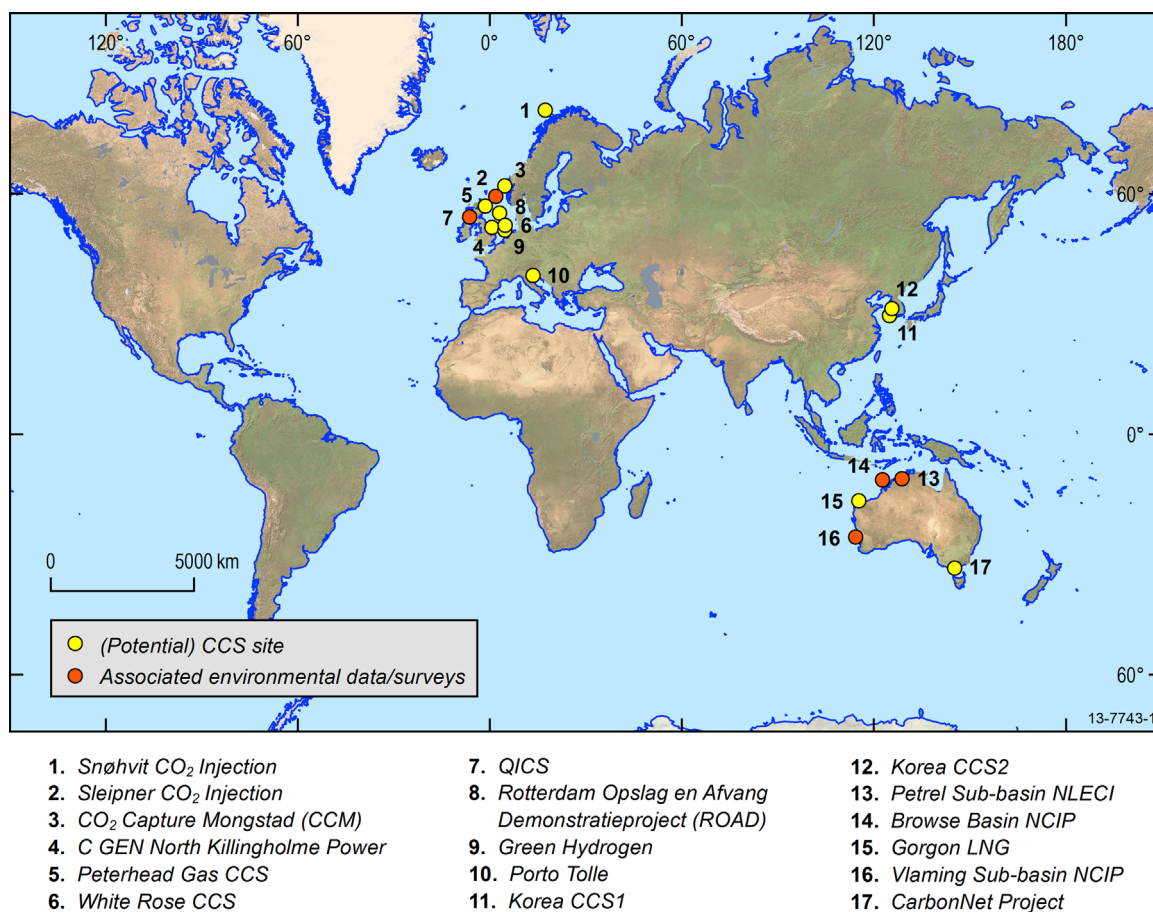 120° 60° 0° 60° 120° 180°
1
2 3
5 8
7 6
4 9
60°
10
12
11
0°
14 13
15
16
17
0 5000 km
(Potential) CCS site
Associated environmental data/surveys
60°
13-7743-1
1. Snøhvit CO₂ Injection
2. Sleipner CO₂ Injection
3. CO₂ Capture Mongstad (CCM)
4. C GEN North Killingholme Power
5. Peterhead Gas CCS
6. White Rose CCS
7. QICS
8. Rotterdam Opslag en Afvang
Demonstratieproject (ROAD)
9. Green Hydrogen
10. Porto Tolle
11. Korea CCS1
12. Korea CCS2
13. Petrel Sub-basin NLECI
14. Browse Basin NCIP
15. Gorgon LNG
16. Vlaming Sub-basin NCIP
17. CarbonNet Project